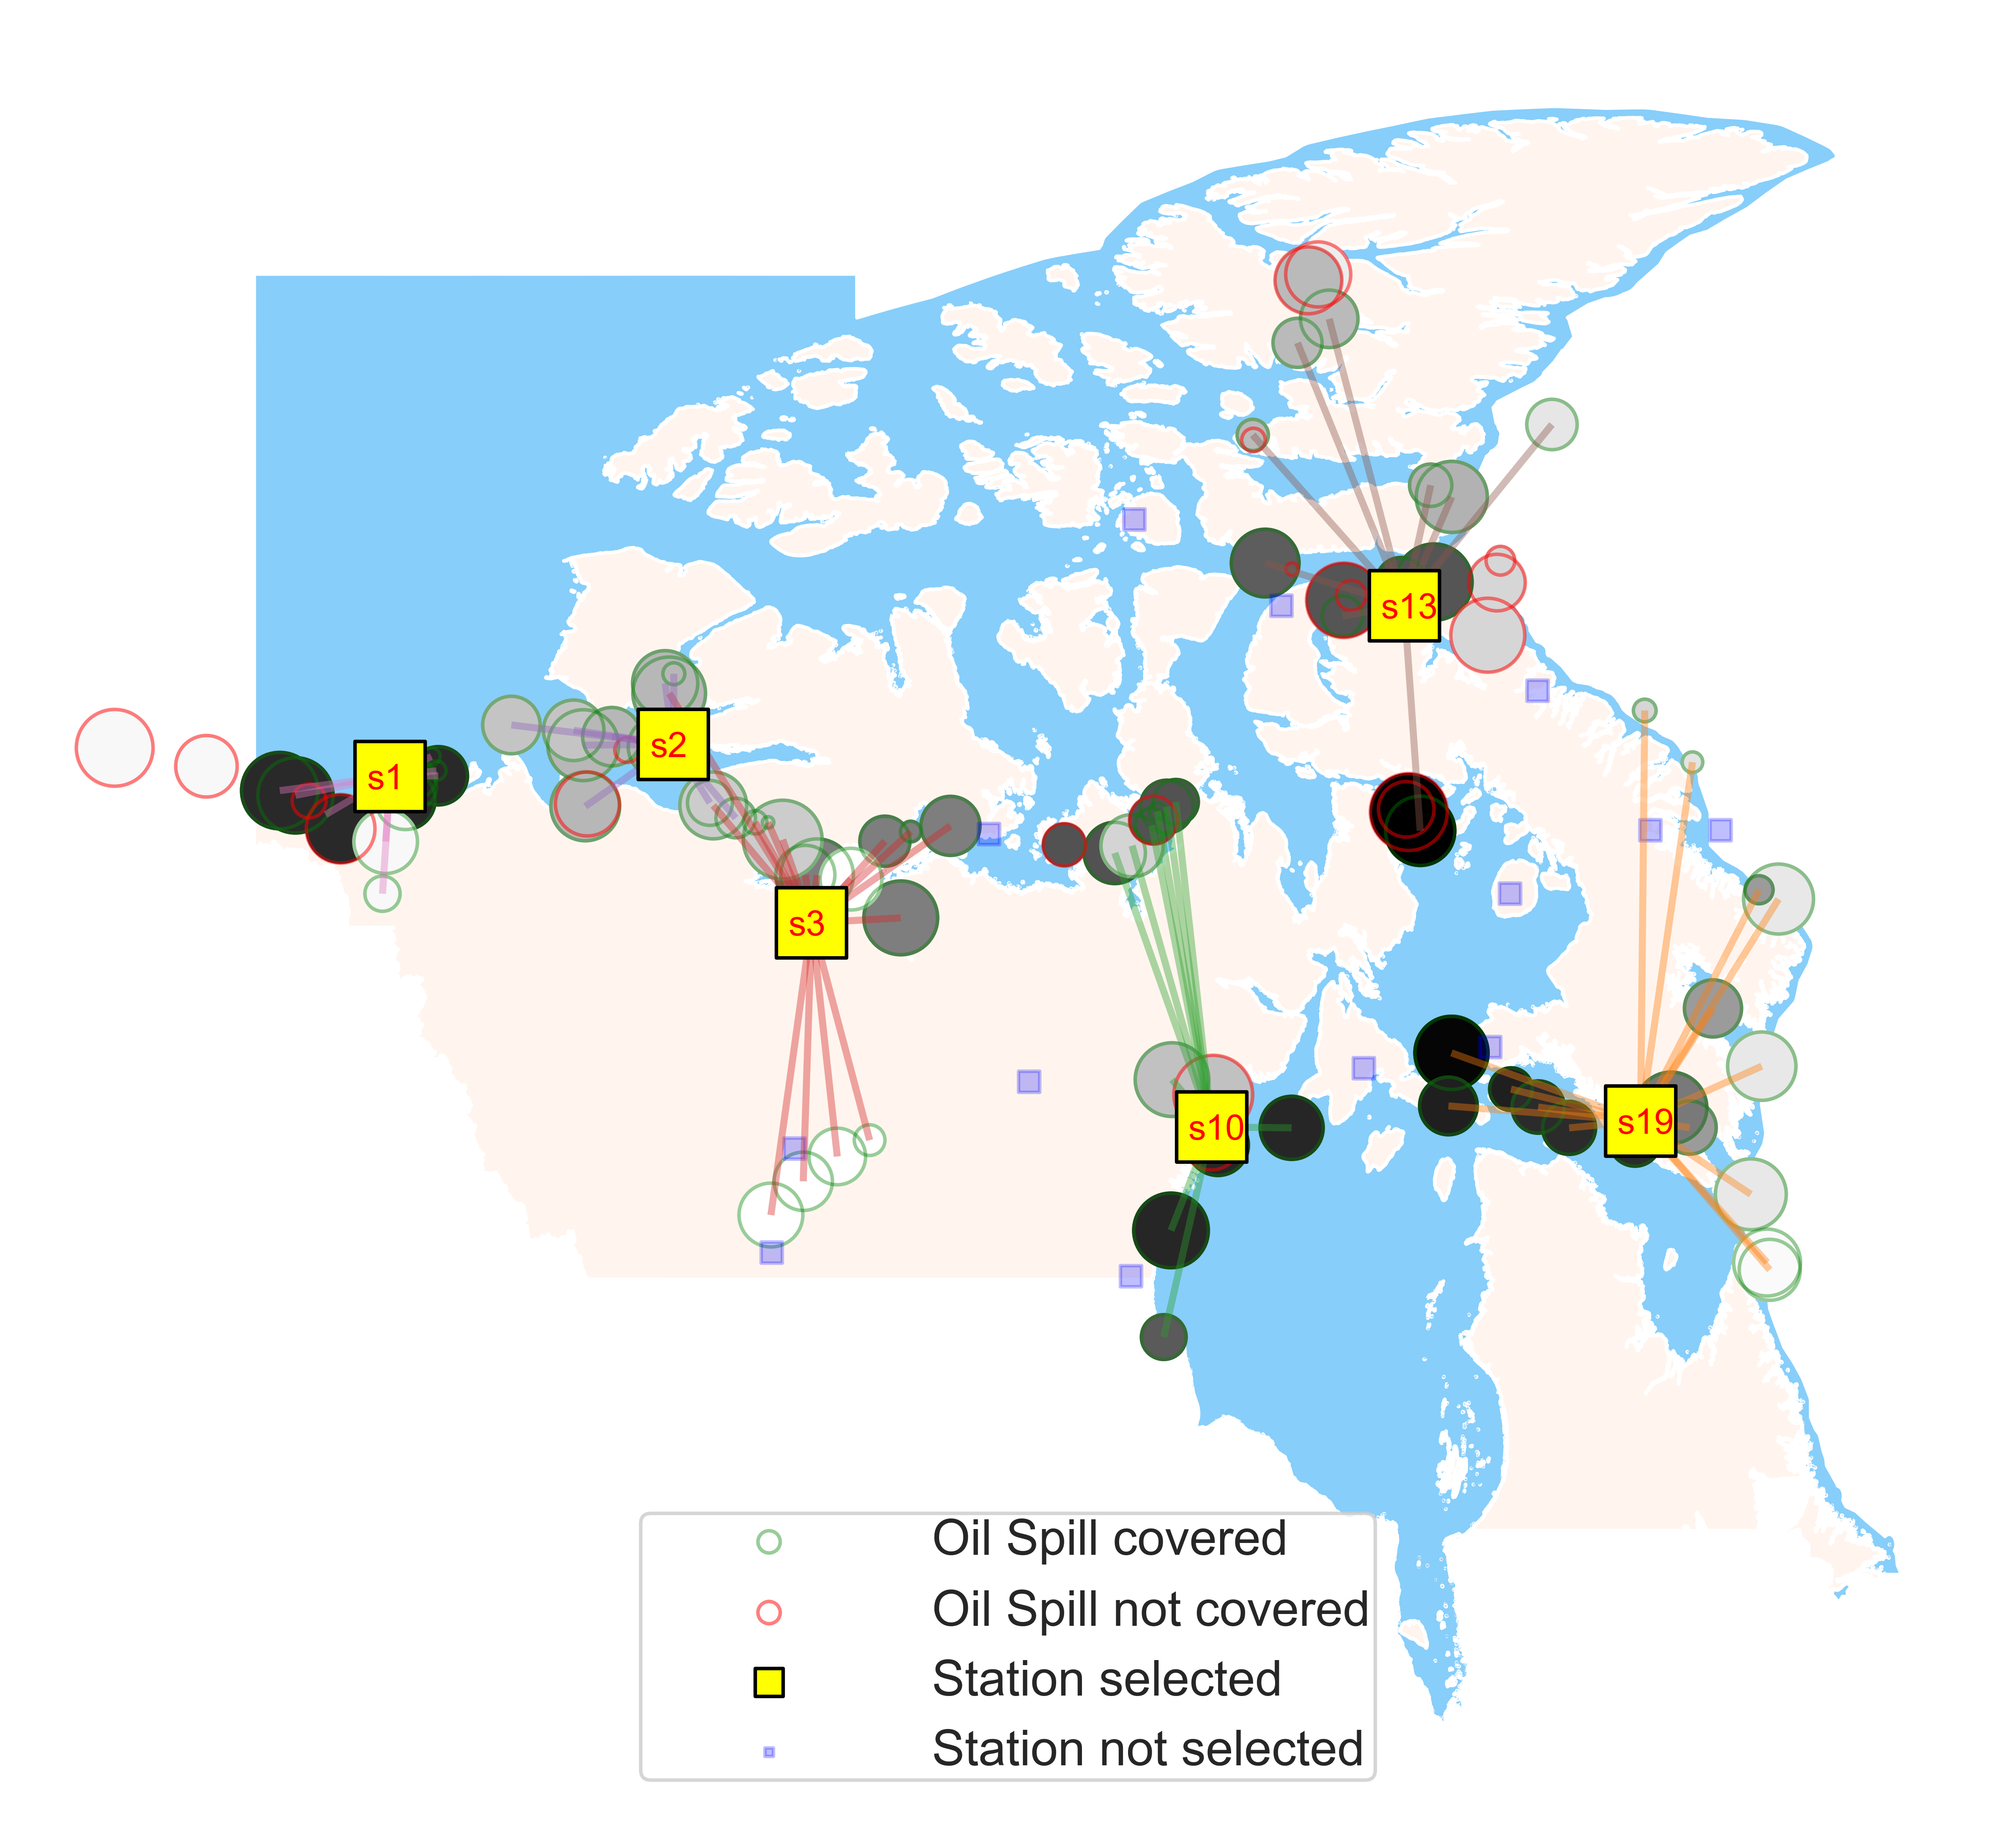 s13
s2
s1
s3
s10
s19
Oil Spill covered
Oil Spill not covered
Station selected
Station not selected